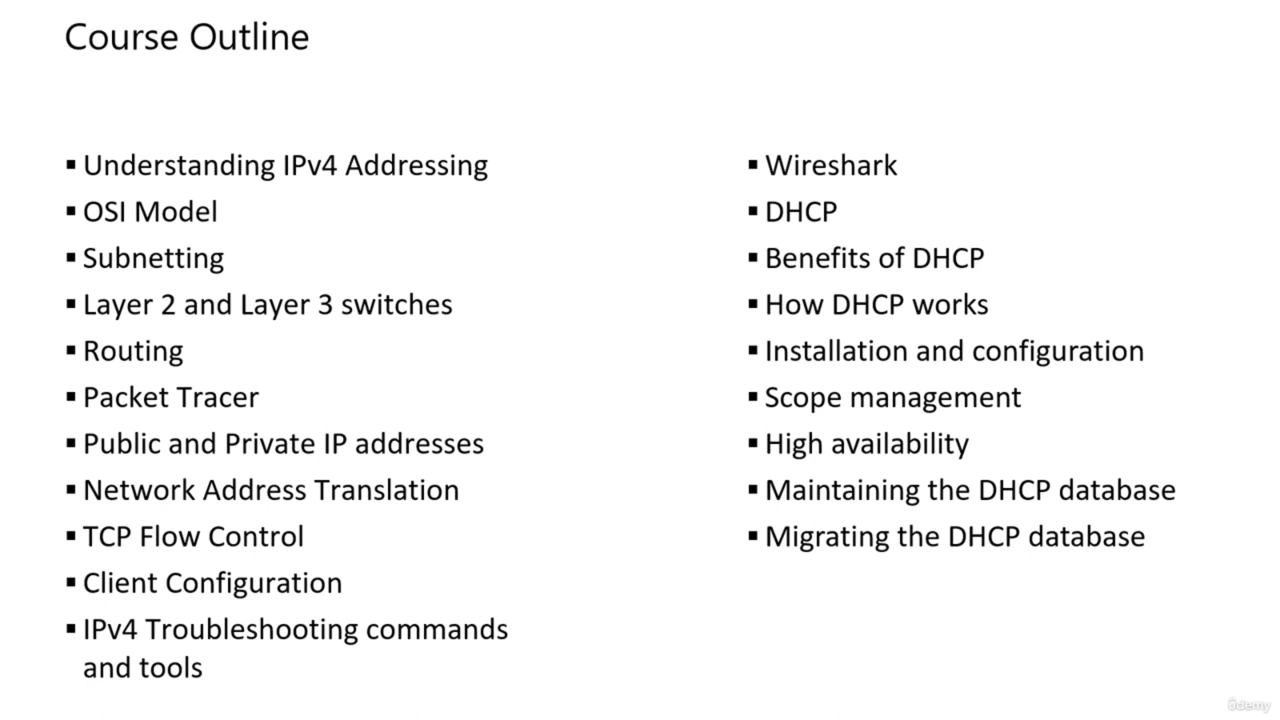 Course Outline
▪ Understanding IPv4 Addressing
▪ OSI Model
▪ Subnetting
▪ Layer 2 and Layer 3 switches
▪ Routing
▪ Packet Tracer
▪ Public and Private IP addresses
▪ Network Address Translation
▪ TCP Flow Control
▪ Client Configuration
▪ IPv4 Troubleshooting commands
and tools
▪ Wireshark
▪ DHCP
▪ Benefits of DHCP
▪ How DHCP works
▪ Installation and configuration
▪ Scope management
▪ High availability
▪ Maintaining the DHCP database
▪ Migrating the DHCP database
ûdemy